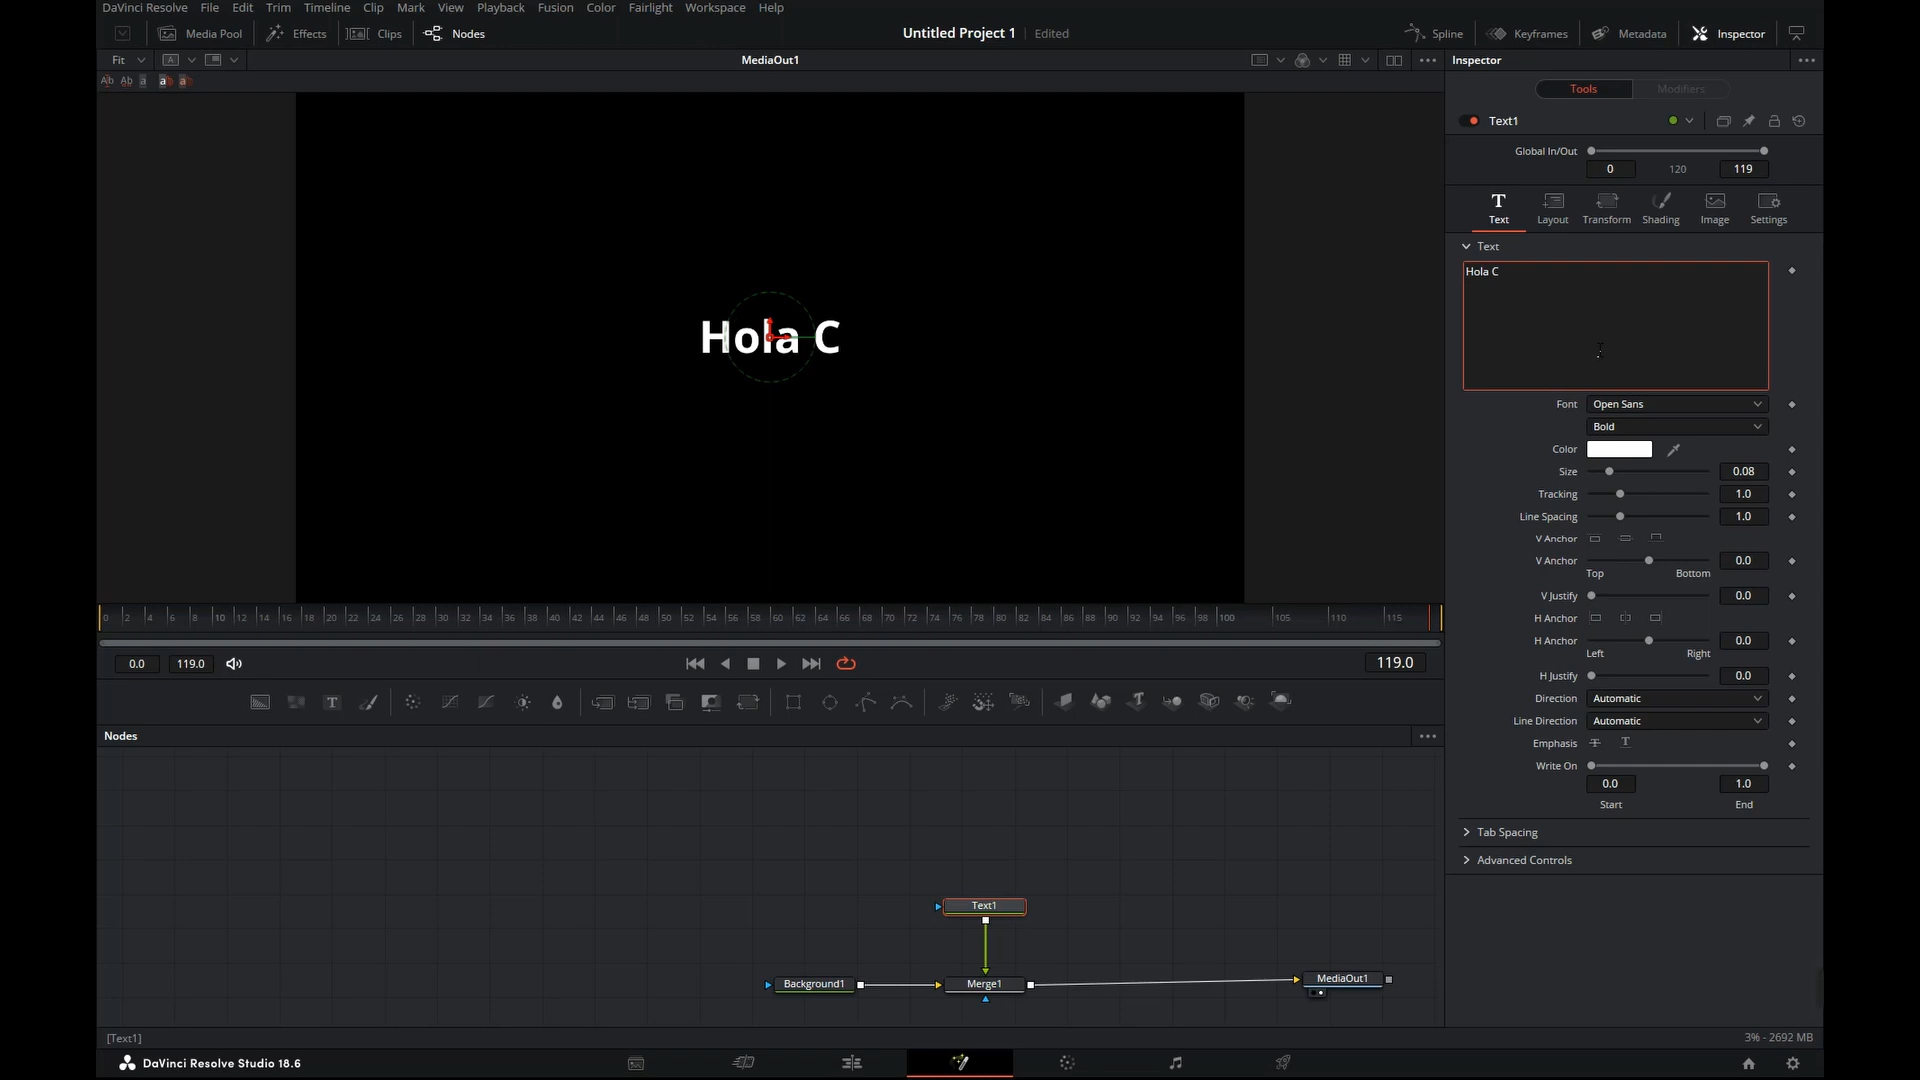 DaVinci Resolve File Edit Trim Timeline Clip Mark View Playback Fusion Color Fairlight Workspace Help
Media Pool Effects Clips Nodes Untitled Project 1 Edited Spline Keyframes Metadata Inspector
Fit MediaOut1 Inspector
Tools Modifiers
Text1
Global In/Out
0 120 119
Text Layout Transform Shading Image Settings
Text
Hola C
Hola C
Font Open Sans
Bold
Color
Size 0.08
Tracking 1.0
Line Spacing 1.0
V Anchor
V Anchor 0.0
Top Bottom
V Justify 0.0
H Anchor
H Anchor 0.0
Left Right
H Justify 0.0
Direction Automatic
Line Direction Automatic
Emphasis
Write On
0.0 1.0
Start End
Tab Spacing
Advanced Controls
0 2 4 6 8 10 12 14 16 18 20 22 24 26 28 30 32 34 36 38 40 42 44 46 48 50 52 54 56 58 60 62 64 66 68 70 72 74 76 78 80 82 84 86 88 90 92 94 96 98 100 105 110 115
0.0 119.0 119.0
Nodes
Text1
Background1 Merge1 MediaOut1
[Text1] 3% - 2692 MB
DaVinci Resolve Studio 18.6